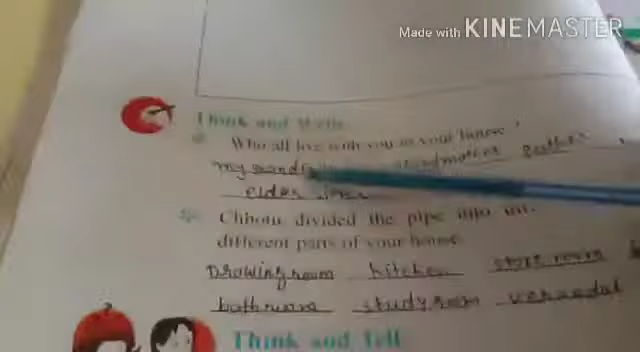 Made with KINEMASTER
Think and Write
Who all live with you in your house?
my grandmother father
elder
Chhotu divided the pipe into
different parts of your house.
Drawing room kitchen store room
bathroom study room verandah
Think and Tell